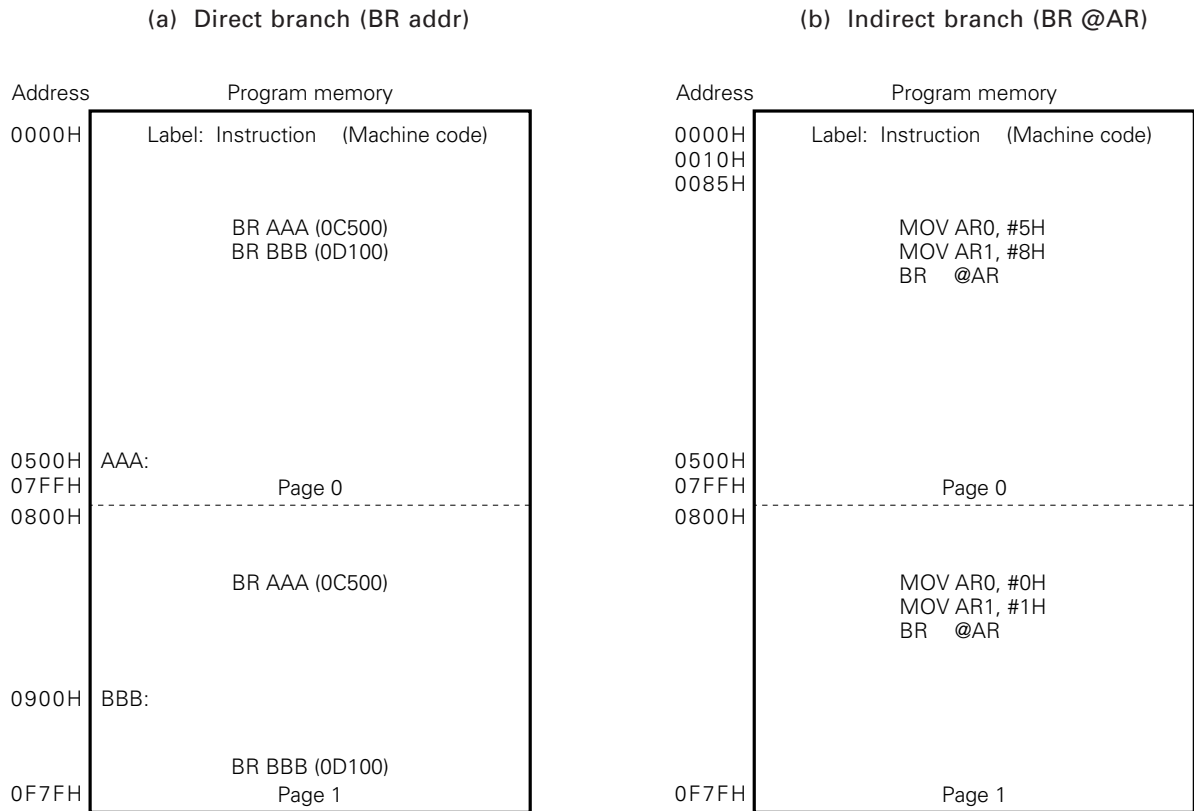 (a) Direct branch (BR addr)
Address Program memory
0000H Label: Instruction (Machine code)
BR AAA (0C500)
BR BBB (0D100)
0500H AAA:
07FFH Page 0
0800H
BR AAA (0C500)
0900H BBB:
BR BBB (0D100)
0F7FH Page 1
(b) Indirect branch (BR @AR)
Address Program memory
0000H Label: Instruction (Machine code)
0010H
0085H
MOV AR0, #5H
MOV AR1, #8H
BR @AR
0500H
07FFH Page 0
0800H
MOV AR0, #0H
MOV AR1, #1H
BR @AR
0F7FH Page 1